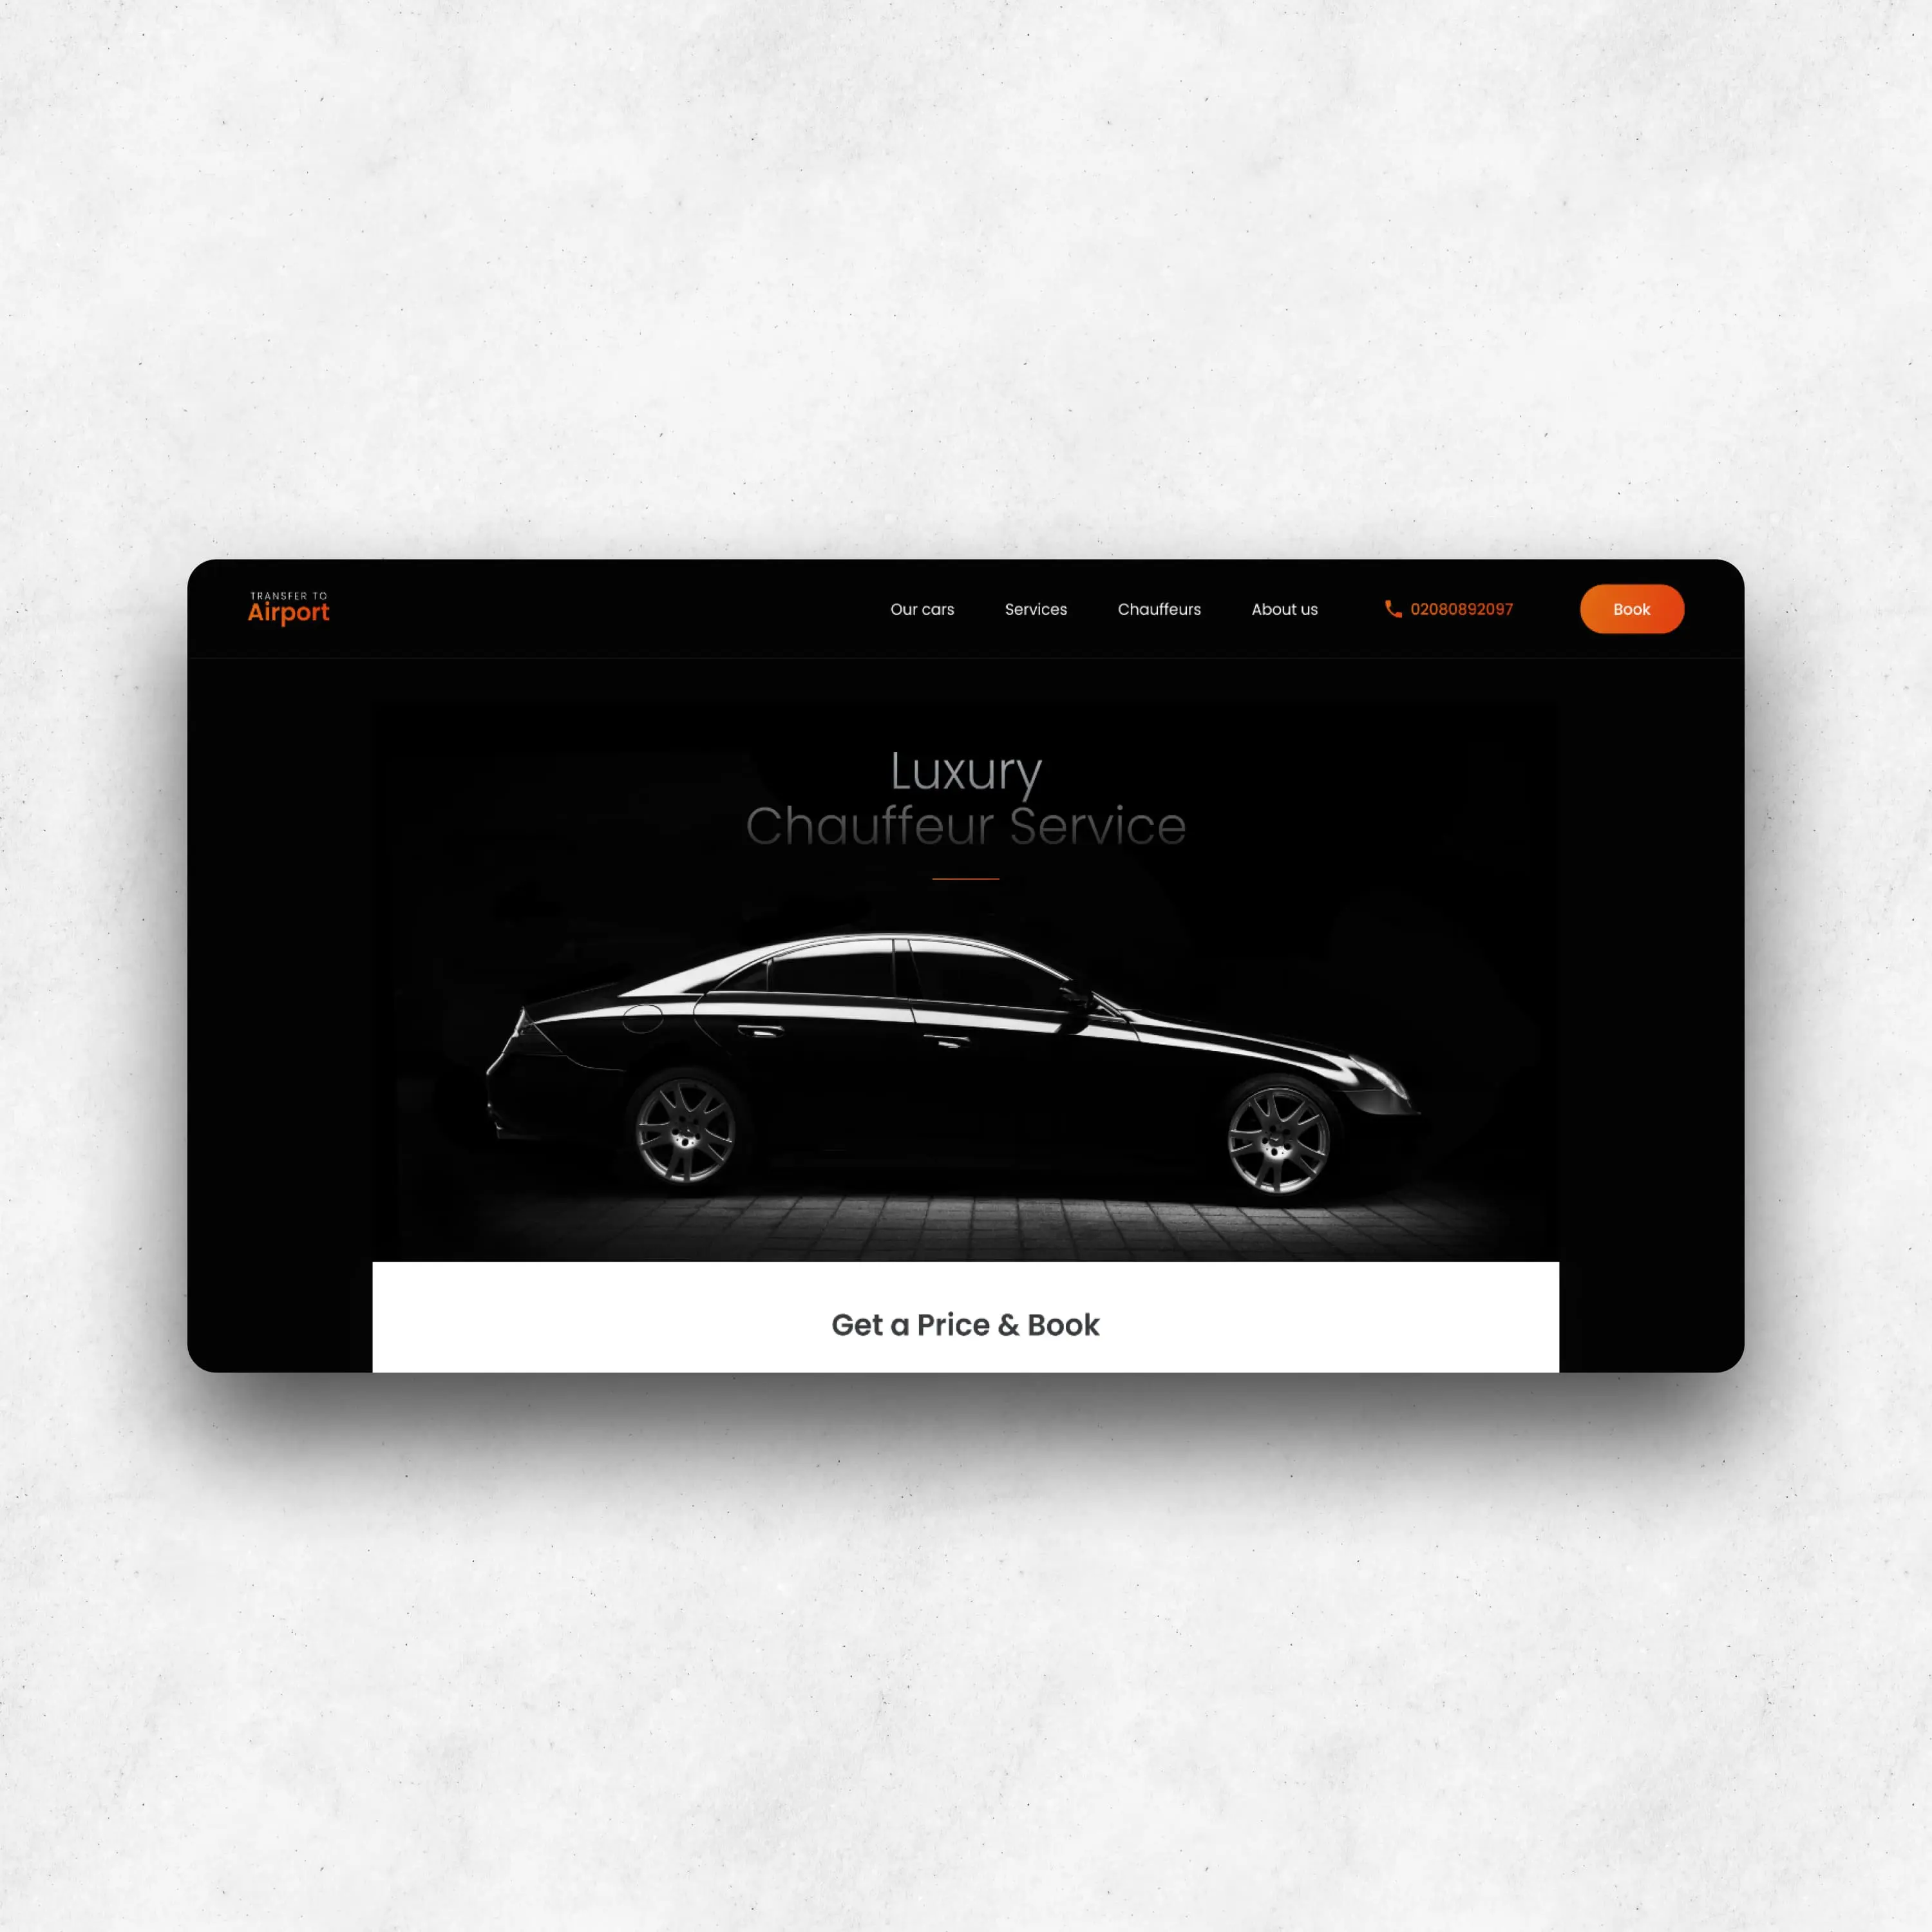 TRANSFER TO
Airport
Our cars Services Chauffeurs About us 02080892097 Book
Luxury
Chauffeur Service
Get a Price & Book